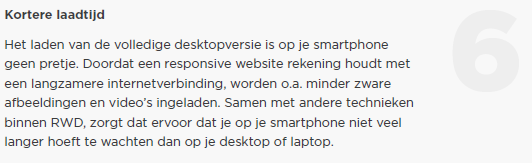 Kortere laadtijd
6
Het laden van de volledige desktopversie is op je smartphone
geen pretje. Doordat een responsive website rekening houdt met
een langzamere internetverbinding, worden o.a. minder zware
afbeeldingen en video's ingeladen. Samen met andere technieken
binnen RWD, zorgt dat ervoor dat je op je smartphone niet veel
langer hoeft te wachten dan op je desktop of laptop.